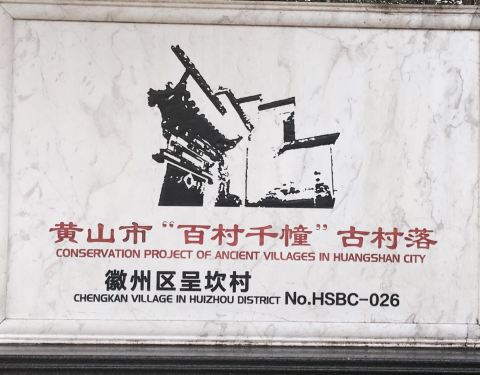 黄山市“百村千幢”古村落
CONSERVATION PROJECT OF ANCIENT VILLAGES IN HUANGSHAN CITY
徽州区呈坎村
CHENGKAN VILLAGE IN HUIZHOU DISTRICT No.HSBC-026